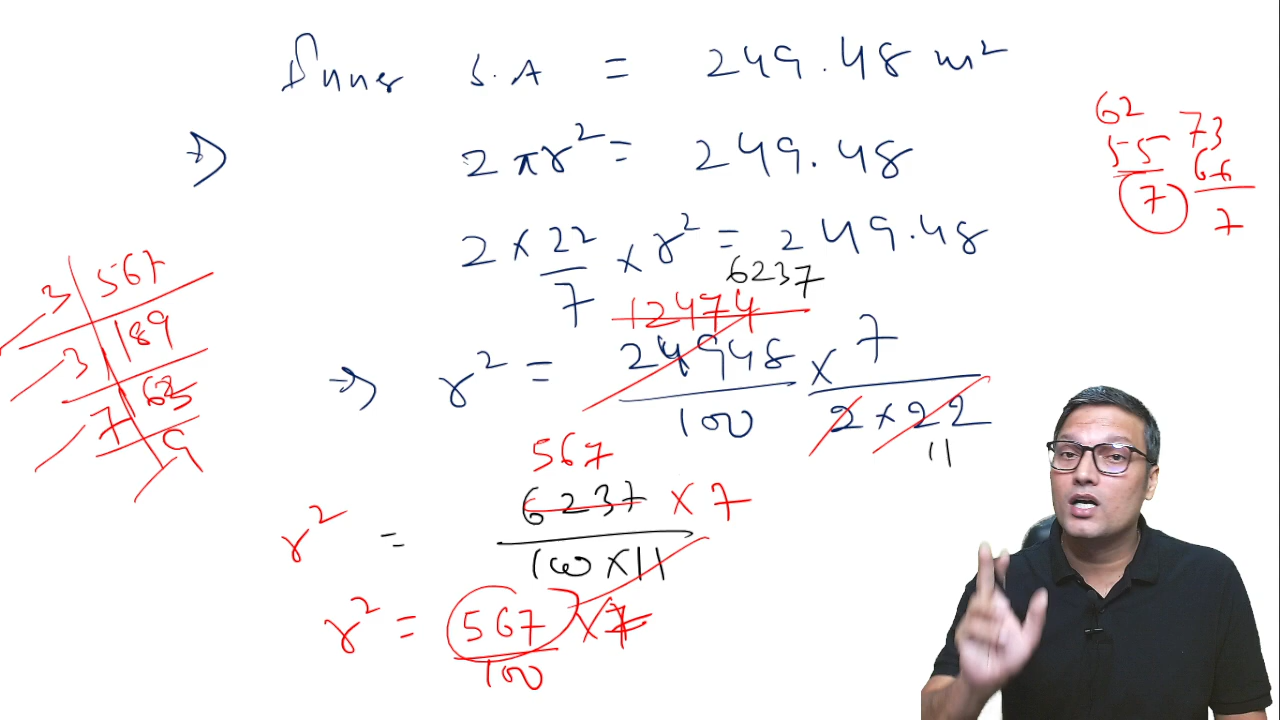 Inner S.A = 249.48 m²
⇒ 2πr² = 249.48
2 × 22/7 × r² = 249.48
6237
12474
⇒ r² = 24948/100 × 7/(2 × 22)
11
567
r² = (6237 × 7)/(100 × 11)
r² = 567/100 × 7
3 | 567
3 | 189
7 | 63
9
62
55
7
73
66
7